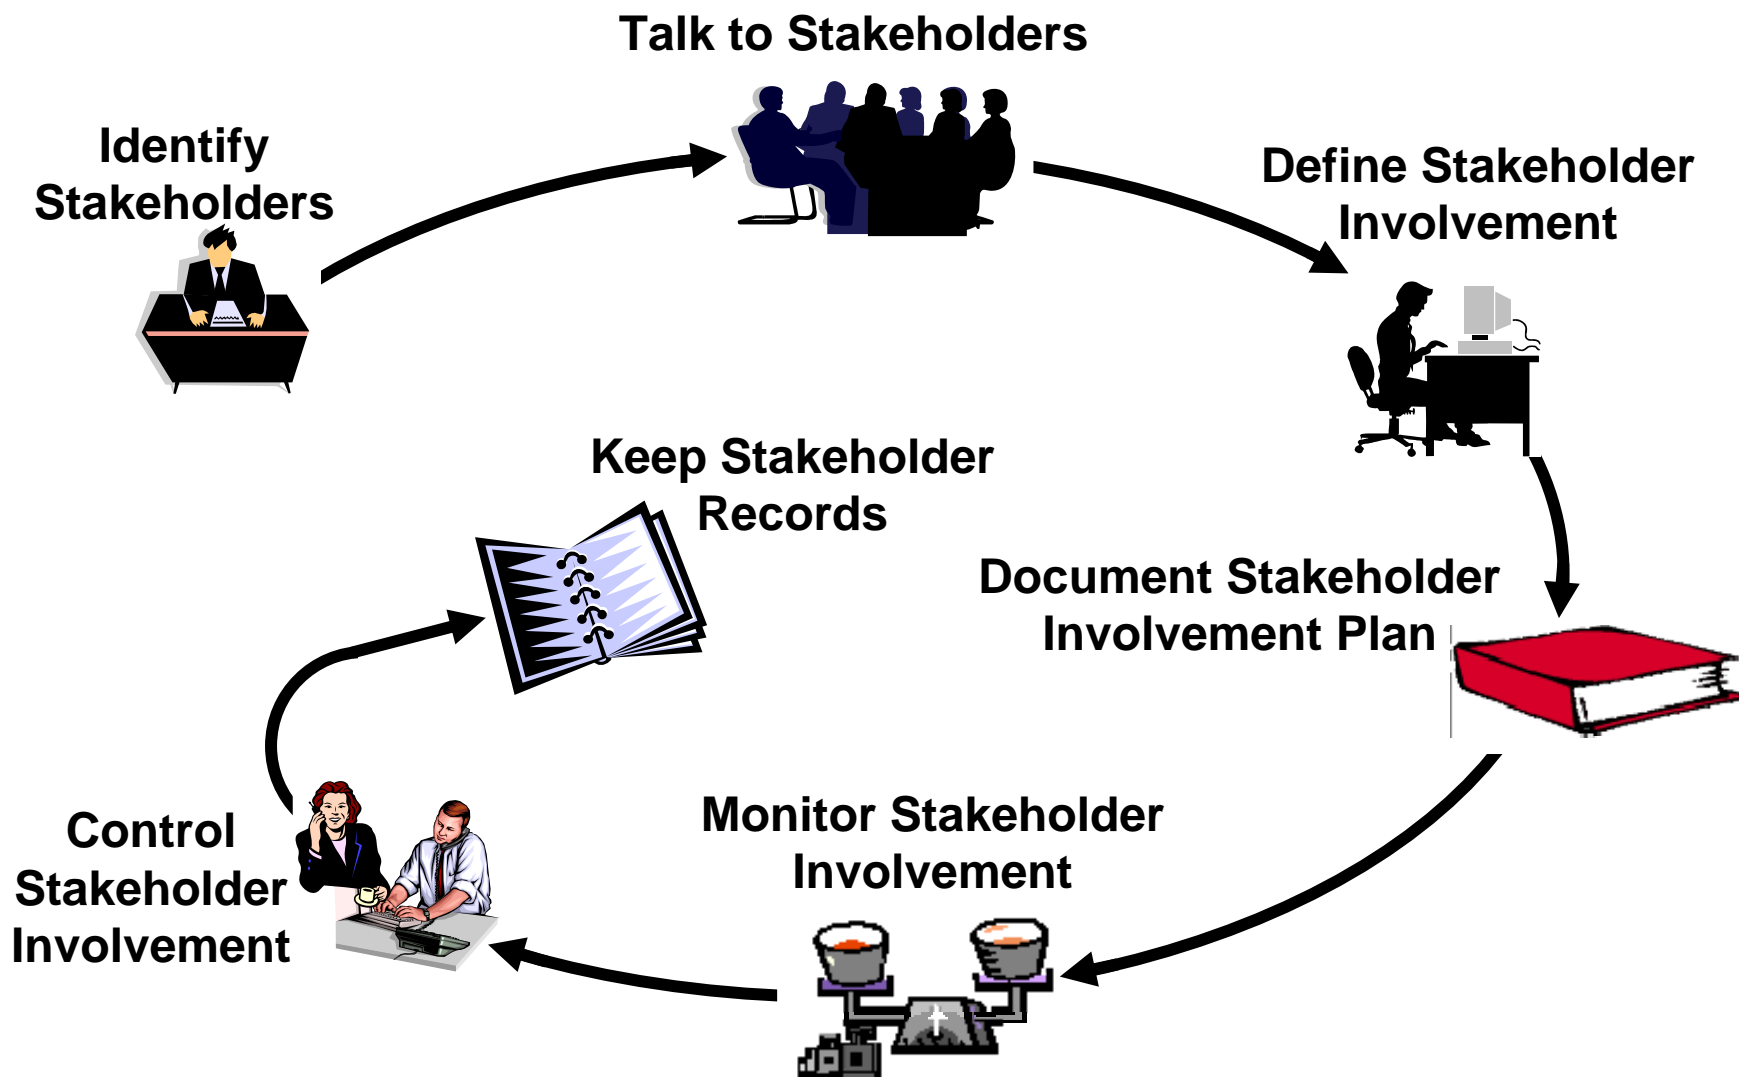 Talk to Stakeholders
Identify
Stakeholders
Define Stakeholder
Involvement
Keep Stakeholder
Records
Document Stakeholder
Involvement Plan
Monitor Stakeholder
Involvement
Control
Stakeholder
Involvement